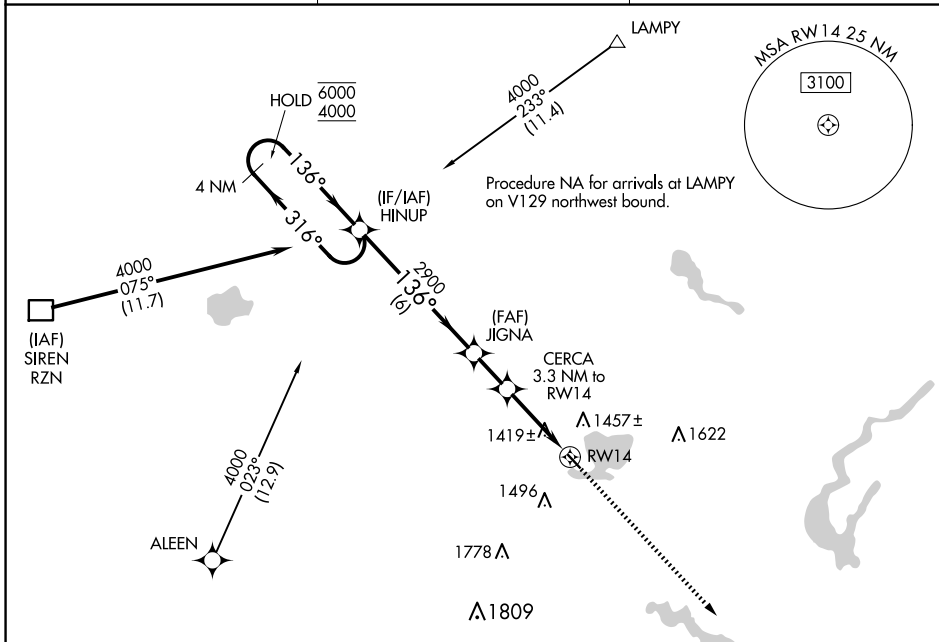 LAMPY
MSA RW14 25 NM
3100
HOLD 6000
4000
4000
233°
(11.4)
136°
4 NM
316°
(IF/IAF)
HINUP
Procedure NA for arrivals at LAMPY
on V129 northwest bound.
4000
075°
(11.7)
(IAF)
SIREN
RZN
2900
136°
(6)
(FAF)
JIGNA
CERCA
3.3 NM to
RW14
1419±
1457±
1622
RW14
1496
4000
023°
(12.9)
ALEEN
1778
1809